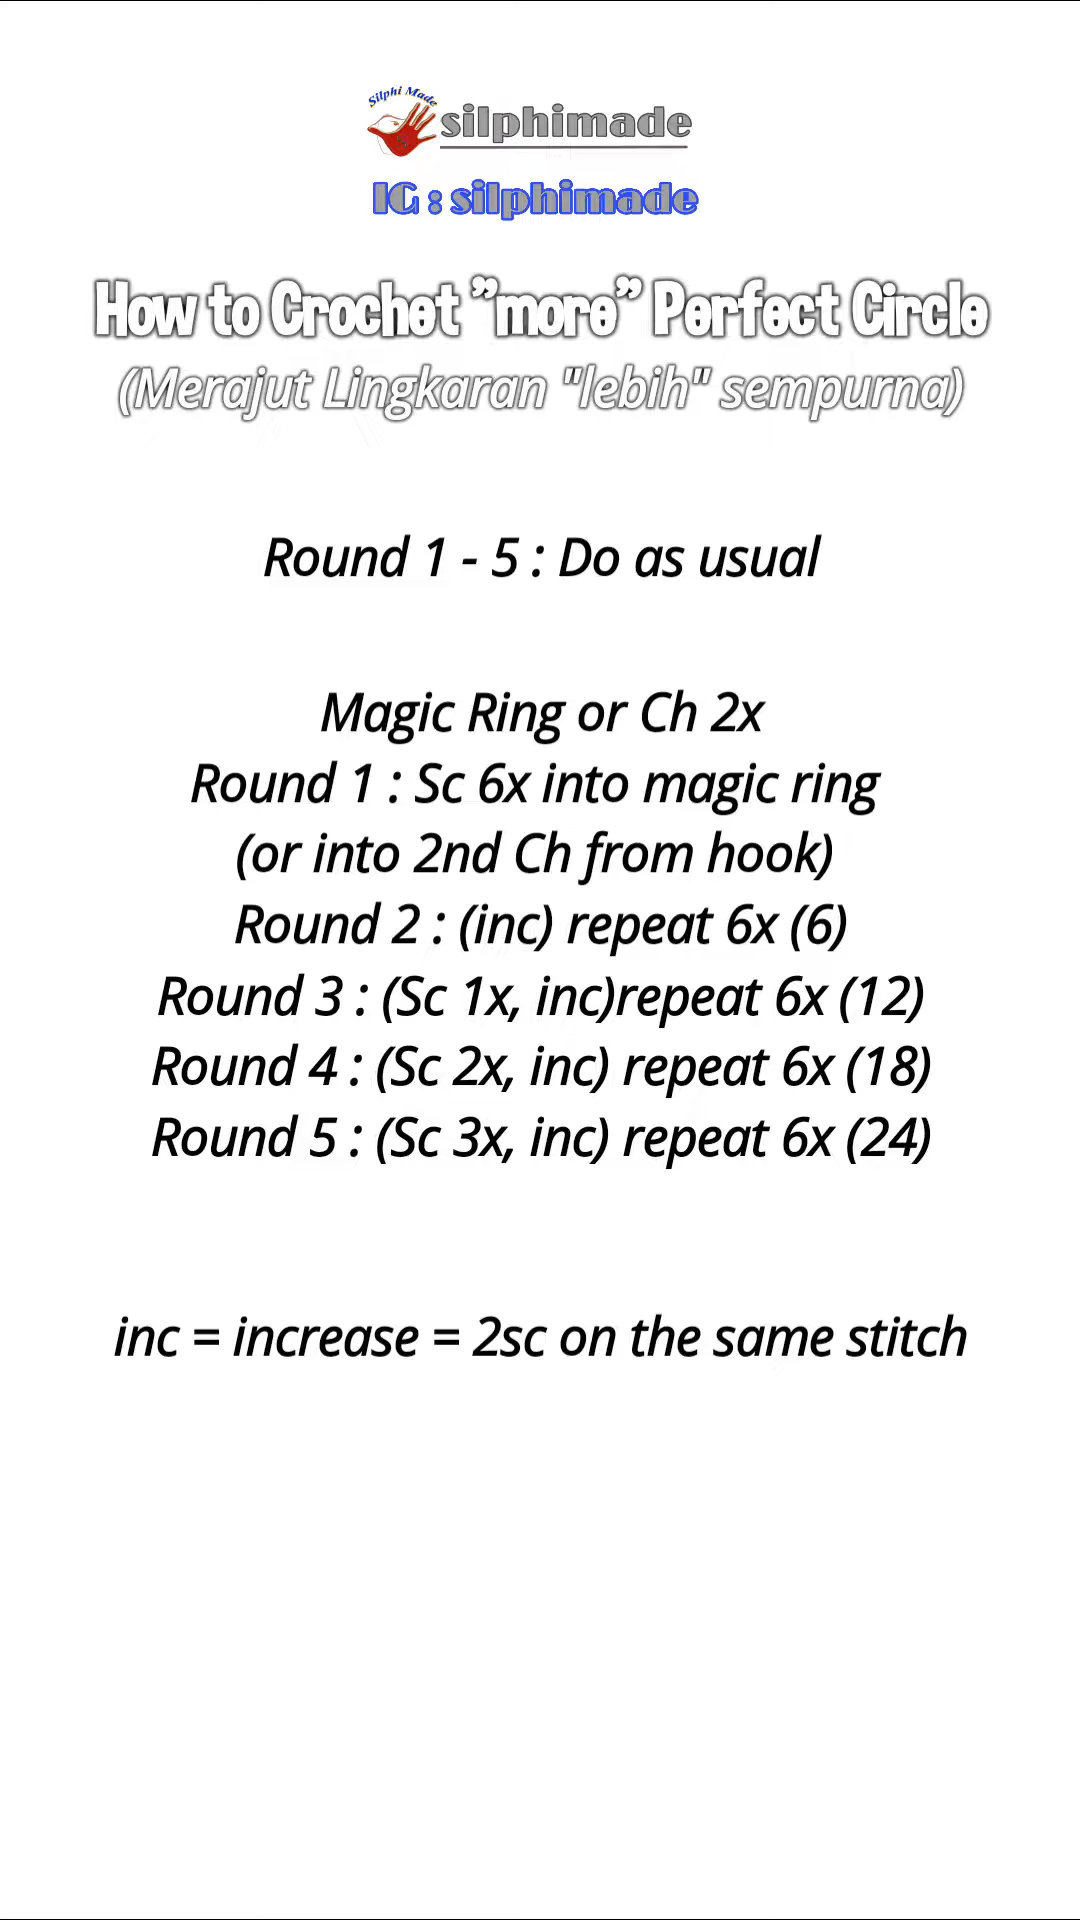 Silphi Made
silphimade
IG : silphimade
How to Crochet "more" Perfect Circle
(Merajut Lingkaran "lebih" sempurna)
Round 1 - 5 : Do as usual
Magic Ring or Ch 2x
Round 1 : Sc 6x into magic ring
(or into 2nd Ch from hook)
Round 2 : (inc) repeat 6x (6)
Round 3 : (Sc 1x, inc)repeat 6x (12)
Round 4 : (Sc 2x, inc) repeat 6x (18)
Round 5 : (Sc 3x, inc) repeat 6x (24)
inc = increase = 2sc on the same stitch